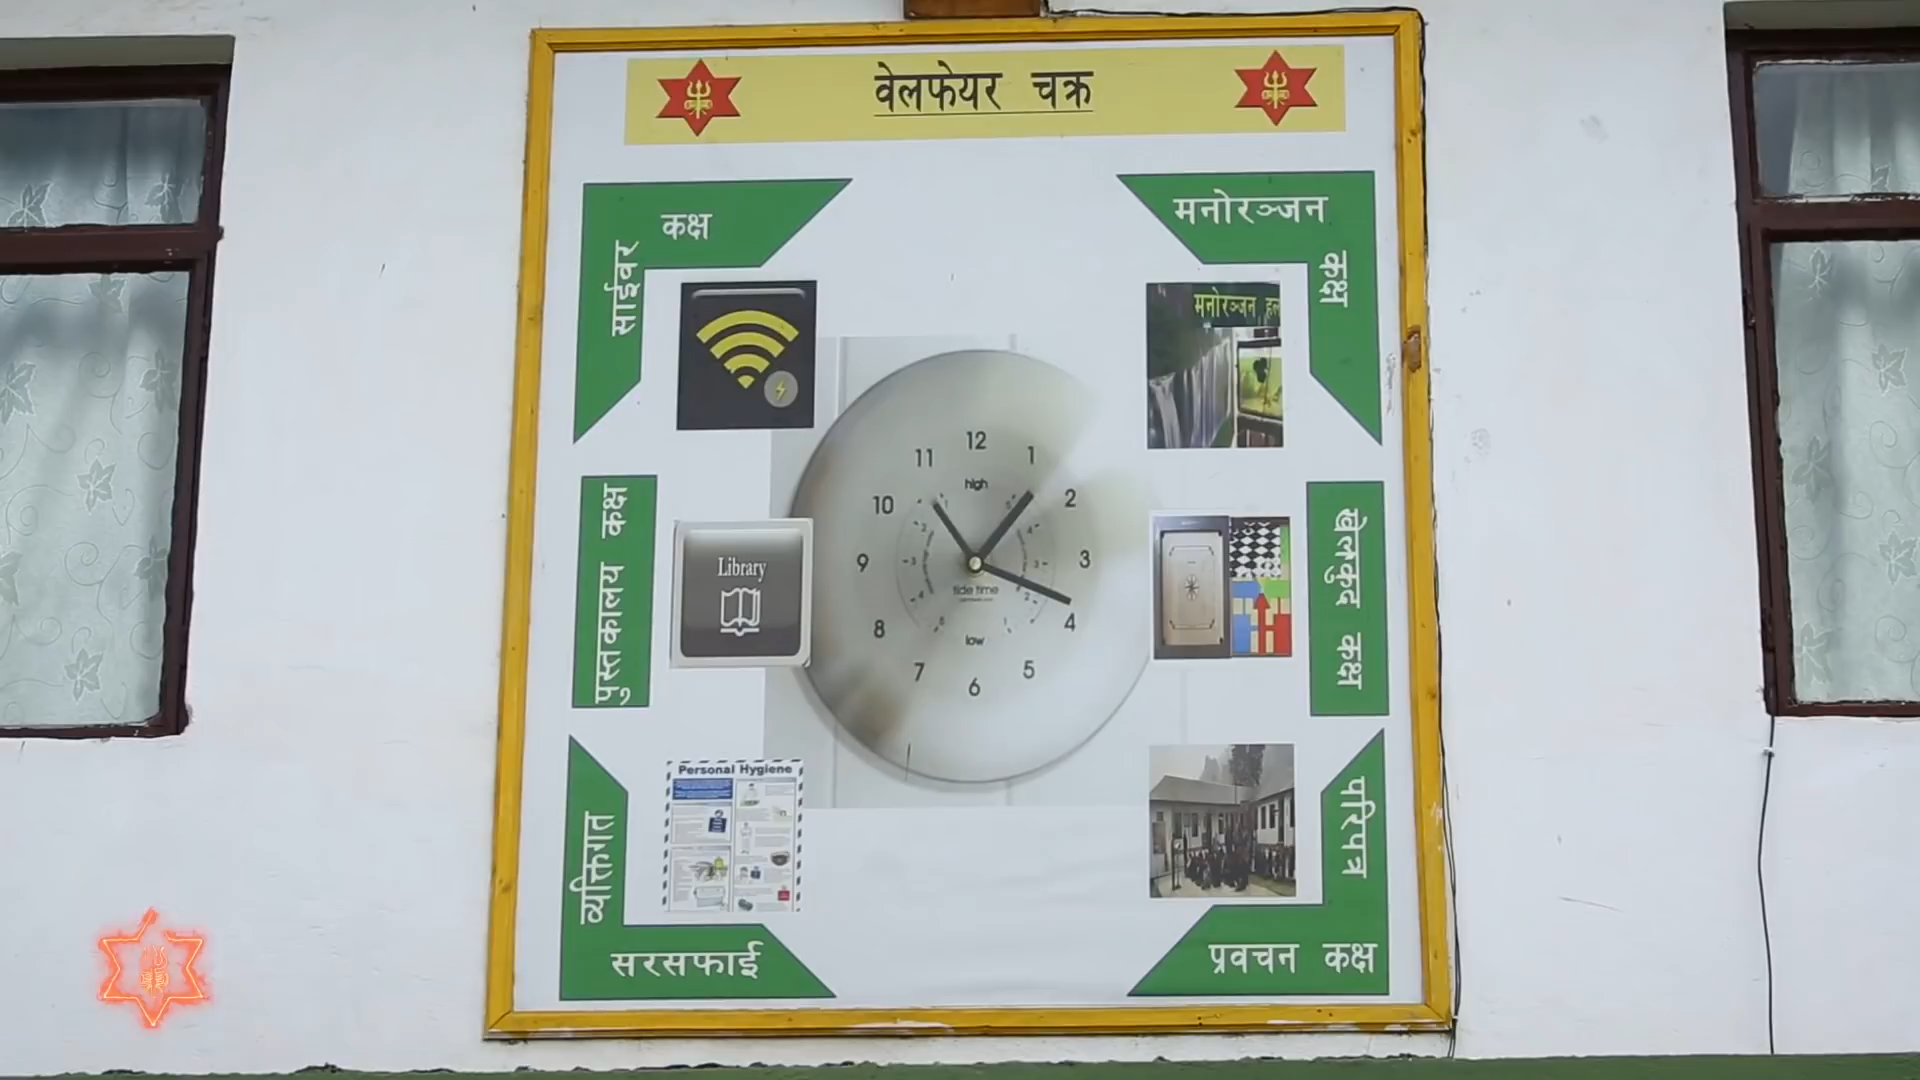 वेलफेयर चक्र
साईवर कक्ष
मनोरञ्जन कक्ष
मनोरञ्जन हल
पुस्तकालय कक्ष
Library
खेलकुद कक्ष
12
11
1
high
10
2
9
3
tide time
8
4
low
7
5
6
Personal Hygiene
व्यक्तिगत
सरसफाई
परिपत्र
प्रवचन कक्ष